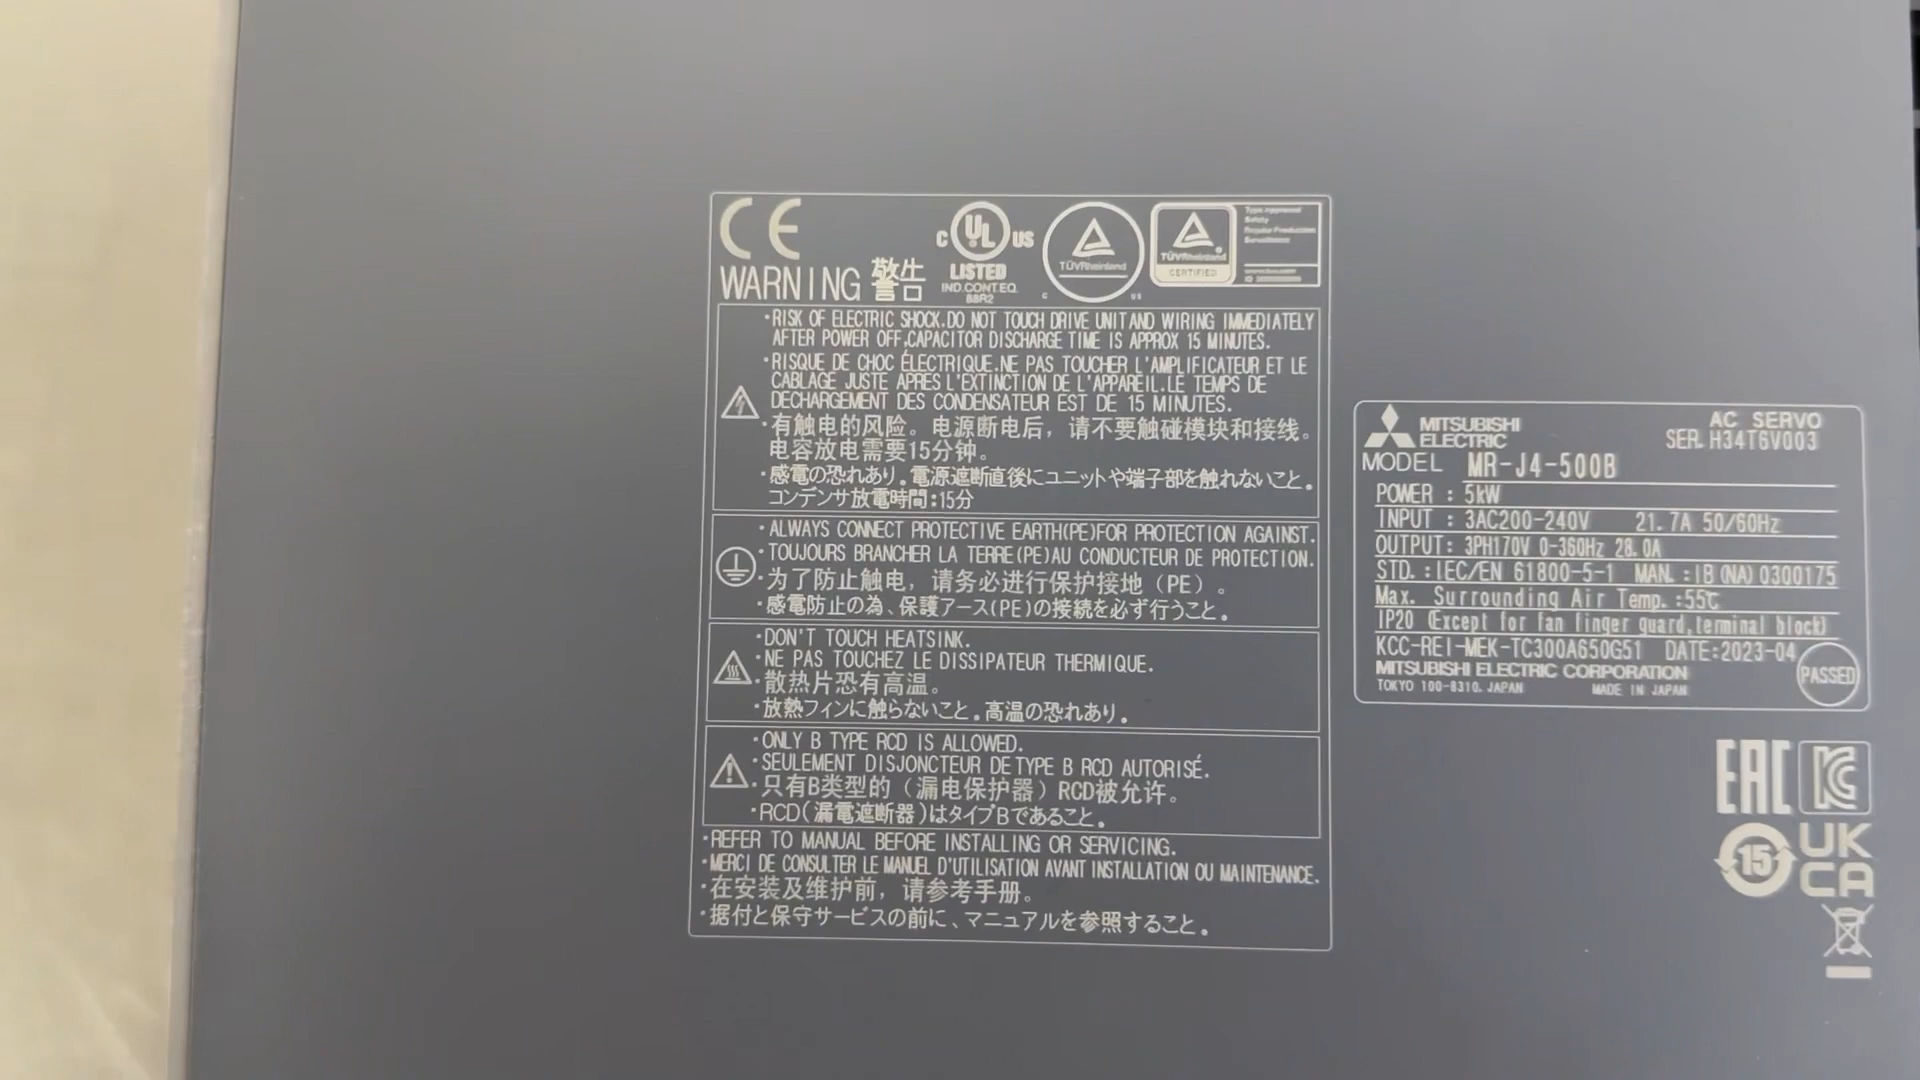 CE
C UL US
LISTED
IND.CONT.EQ.
88R2
TÜVRheinland
C US
TÜVRheinland
CERTIFIED
Type Approved
Safety
Regular Production
Surveillance
WARNING 警告
・RISK OF ELECTRIC SHOCK.DO NOT TOUCH DRIVE UNIT AND WIRING IMMEDIATELY
AFTER POWER OFF.CAPACITOR DISCHARGE TIME IS APPROX 15 MINUTES.
・RISQUE DE CHOC ÉLECTRIQUE.NE PAS TOUCHER L'AMPLIFICATEUR ET LE
CABLAGE JUSTE APRES L'EXTINCTION DE L'APPAREIL.LE TEMPS DE
DECHARGEMENT DES CONDENSATEUR EST DE 15 MINUTES.
・有触电的风险。电源断电后，请不要触碰模块和接线。
电容放电需要15分钟。
・感電の恐れあり。電源遮断直後にユニットや端子部を触れないこと。
コンデンサ放電時間：15分
・ALWAYS CONNECT PROTECTIVE EARTH(PE)FOR PROTECTION AGAINST.
・TOUJOURS BRANCHER LA TERRE(PE)AU CONDUCTEUR DE PROTECTION.
・为了防止触电，请务必进行保护接地（PE）。
・感電防止の為、保護アース(PE)の接続を必ず行うこと。
・DON'T TOUCH HEATSINK.
・NE PAS TOUCHEZ LE DISSIPATEUR THERMIQUE.
・散热片恐有高温。
・放熱フィンに触らないこと。高温の恐れあり。
・ONLY B TYPE RCD IS ALLOWED.
・SEULEMENT DISJONCTEUR DE TYPE B RCD AUTORISÉ.
・只有B类型的（漏电保护器）RCD被允许。
・RCD(漏電遮断器)はタイプBであること。
・REFER TO MANUAL BEFORE INSTALLING OR SERVICING.
・MERCI DE CONSULTER LE MANUEL D'UTILISATION AVANT INSTALLATION OU MAINTENANCE.
・在安装及维护前，请参考手册。
・据付と保守サービスの前に、マニュアルを参照すること。
MITSUBISHI
ELECTRIC
AC SERVO
SER. H34T6V003
MODEL MR-J4-500B
POWER : 5kW
INPUT : 3AC200-240V 21.7A 50/60Hz
OUTPUT: 3PH170V 0-360Hz 28.0A
STD.: IEC/EN 61800-5-1 MAN.: IB(NA)0300175
Max. Surrounding Air Temp.:55℃
IP20 (Except for fan finger guard,terminal block)
KCC-REI-MEK-TC300A650G51 DATE:2023-04
MITSUBISHI ELECTRIC CORPORATION
TOKYO 100-8310, JAPAN MADE IN JAPAN
PASSED
EAC
KC
15
UK
CA